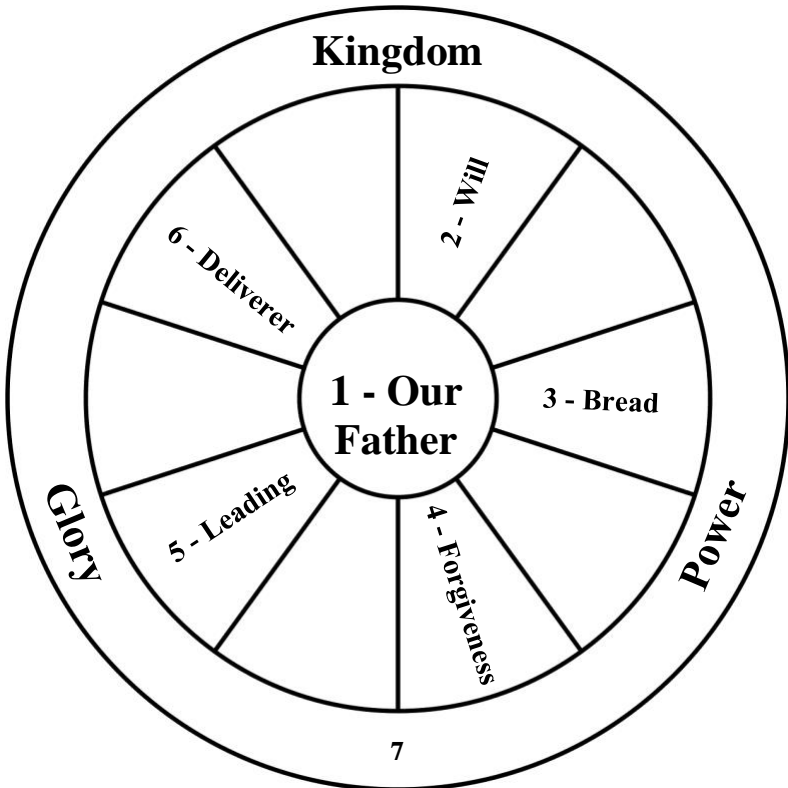 Kingdom
2 - Will
6 - Deliverer
1 - Our
Father
3 - Bread
5 - Leading
4 - Forgiveness
Glory
Power
7